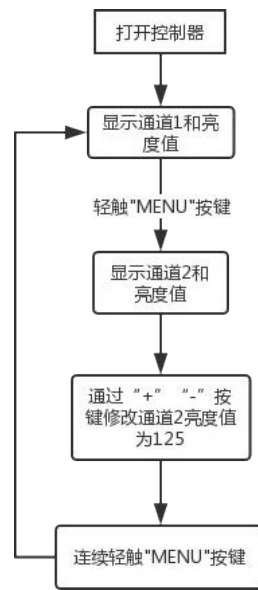 打开控制器
显示通道1和亮
度值
轻触"MENU"按键
显示通道2和
亮度值
通过“+”“-”按
键修改通道2亮度值
为125
连续轻触"MENU"按键